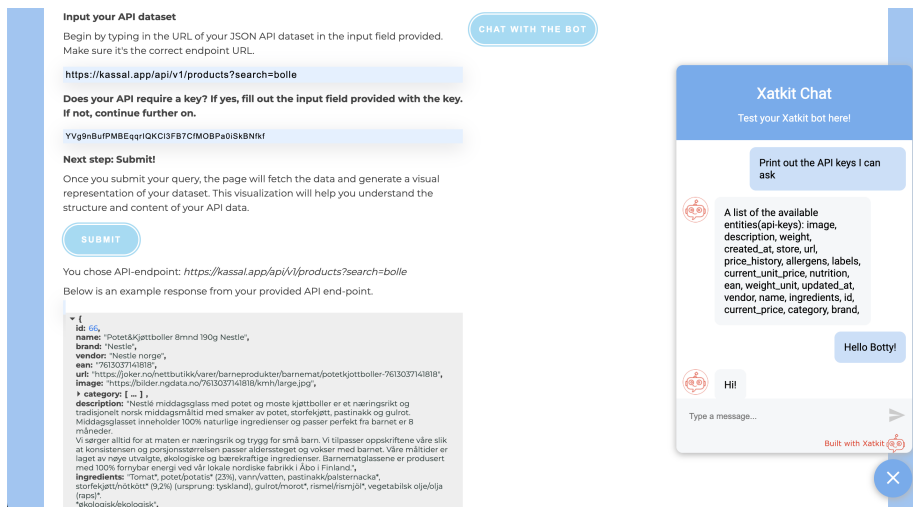 Input your API dataset
Begin by typing in the URL of your JSON API dataset in the input field provided.
Make sure it's the correct endpoint URL.
https://kassal.app/api/v1/products?search=bolle
Does your API require a key? If yes, fill out the input field provided with the key.
If not, continue further on.
YVg9nBufPMBEqqrIQKCl3FB7CfMOBPa0iSkBNfkf
Next step: Submit!
Once you submit your query, the page will fetch the data and generate a visual
representation of your dataset. This visualization will help you understand the
structure and content of your API data.
SUBMIT
You chose API-endpoint: https://kassal.app/api/v1/products?search=bolle
Below is an example response from your provided API end-point.
{
id: 66,
name: "Potet&Kjøttboller 8mnd 190g Nestle",
brand: "Nestle",
vendor: "Nestle norge",
ean: "7613037141818",
url: "https://joker.no/nettbutikk/varer/barneprodukter/barnemat/potetkjottboller-7613037141818",
image: "https://bilder.ngdata.no/7613037141818/kmh/large.jpg",
category: [ ... ] ,
description: "Nestlé middagsglass med potet og moste kjøttboller er et næringsrikt og
tradisjonelt norsk middagsmåltid med smaker av potet, storfekjøtt, pastinakk og gulrot.
Middagsglasset inneholder 100% naturlige ingredienser og passer perfekt fra barnet er 8
måneder.
Vi sørger alltid for at maten er næringsrik og trygg for små barn. Vi tilpasser oppskriftene våre slik
at konsistensen og porsjonsstørrelsen passer alderssteget og vokser med barnet. Våre måltider er
laget av nøye utvalgte, økologiske og bærekraftige ingredienser. Barnematglassene er produsert
med 100% fornybar energi ved vår lokale nordiske fabrikk i Åbo i Finland.",
ingredients: "Tomat*, potet/potatis* (23%), vann/vatten, pastinakk/palsternacka*,
storfekjøtt/nötkött* (9,2%) (ursprung: tyskland), gulrot/morot*, rismel/rismjöl*, vegetabilsk olje/olja
(raps)*.
*økologisk/ekologisk",
CHAT WITH THE BOT
Xatkit Chat
Test your Xatkit bot here!
Print out the API keys I can
ask
A list of the available
entities(api-keys): image,
description, weight,
created_at, store, url,
price_history, allergens, labels,
current_unit_price, nutrition,
ean, weight_unit, updated_at,
vendor, name, ingredients, id,
current_price, category, brand,
Hello Botty!
Hi!
Type a message...
Built with Xatkit